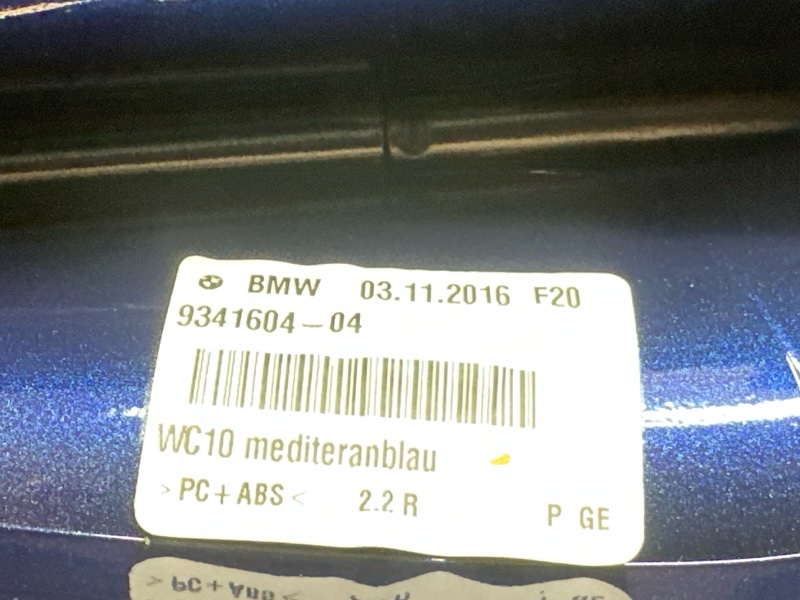 BMW 03.11.2016 F20
9341604-04
WC10 mediteranblau
>PC+ABS< 2.2 R P GE